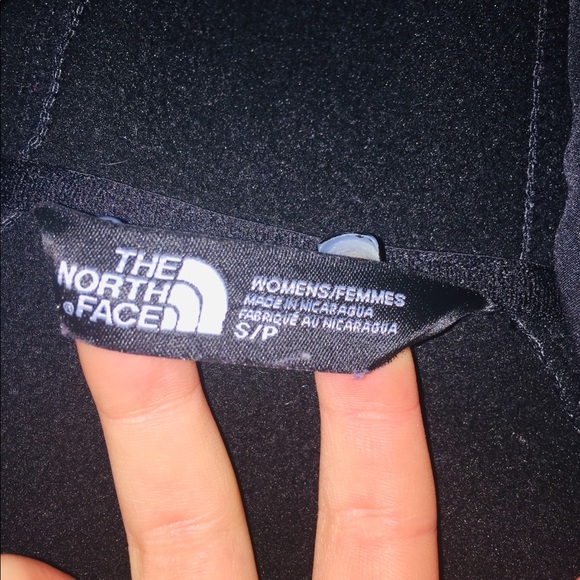 THE
NORTH
FACE
®
WOMENS/FEMMES
MADE IN NICARAGUA
FABRIQUÉ AU NICARAGUA
S/P